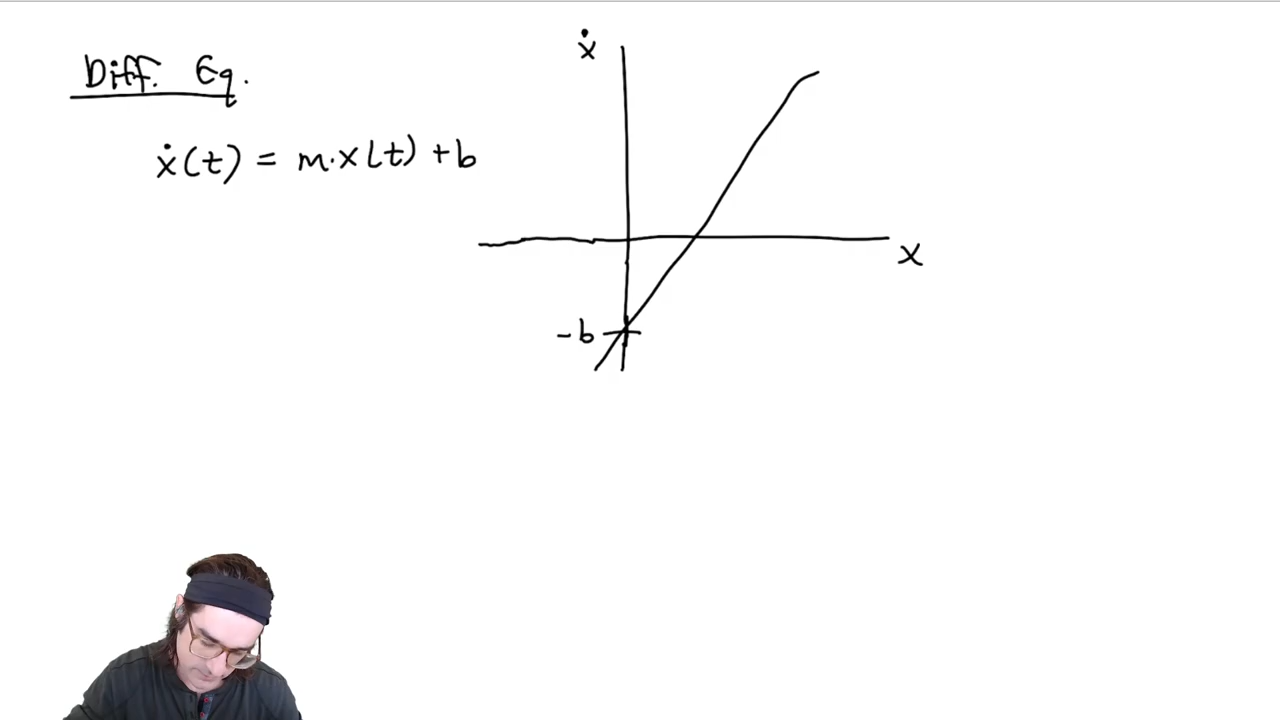 Diff. Eq.
ẋ(t) = m·x(t) + b
ẋ
x
-b